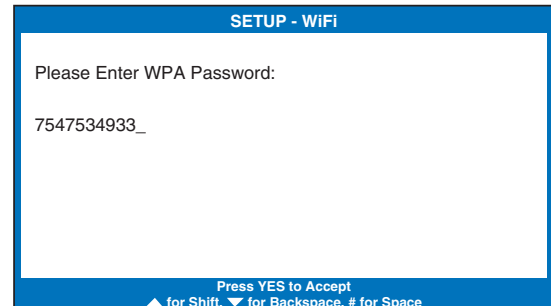 SETUP - WiFi
Please Enter WPA Password:
7547534933_
Press YES to Accept
▲ for Shift, ▼ for Backspace, # for Space